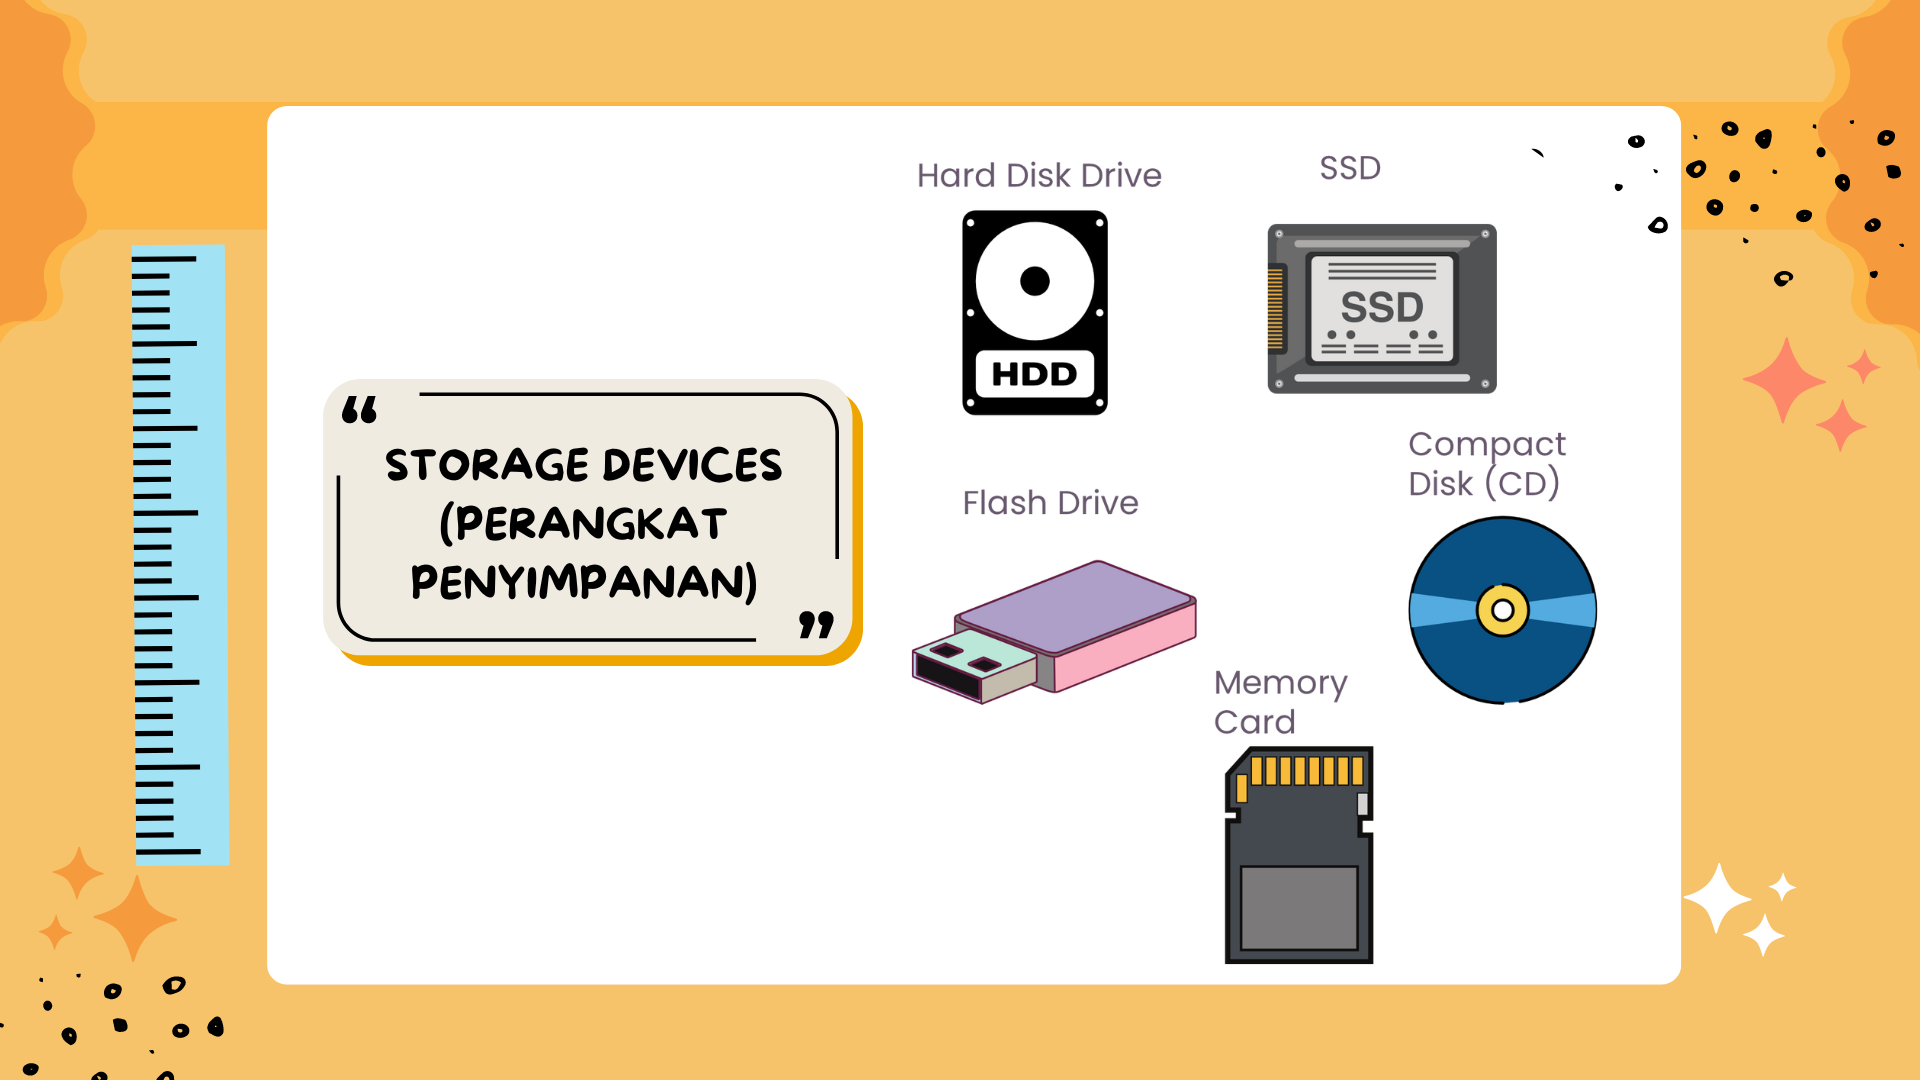 STORAGE DEVICES
(PERANGKAT
PENYIMPANAN)
Hard Disk Drive
HDD
SSD
SSD
Flash Drive
Compact
Disk (CD)
Memory
Card